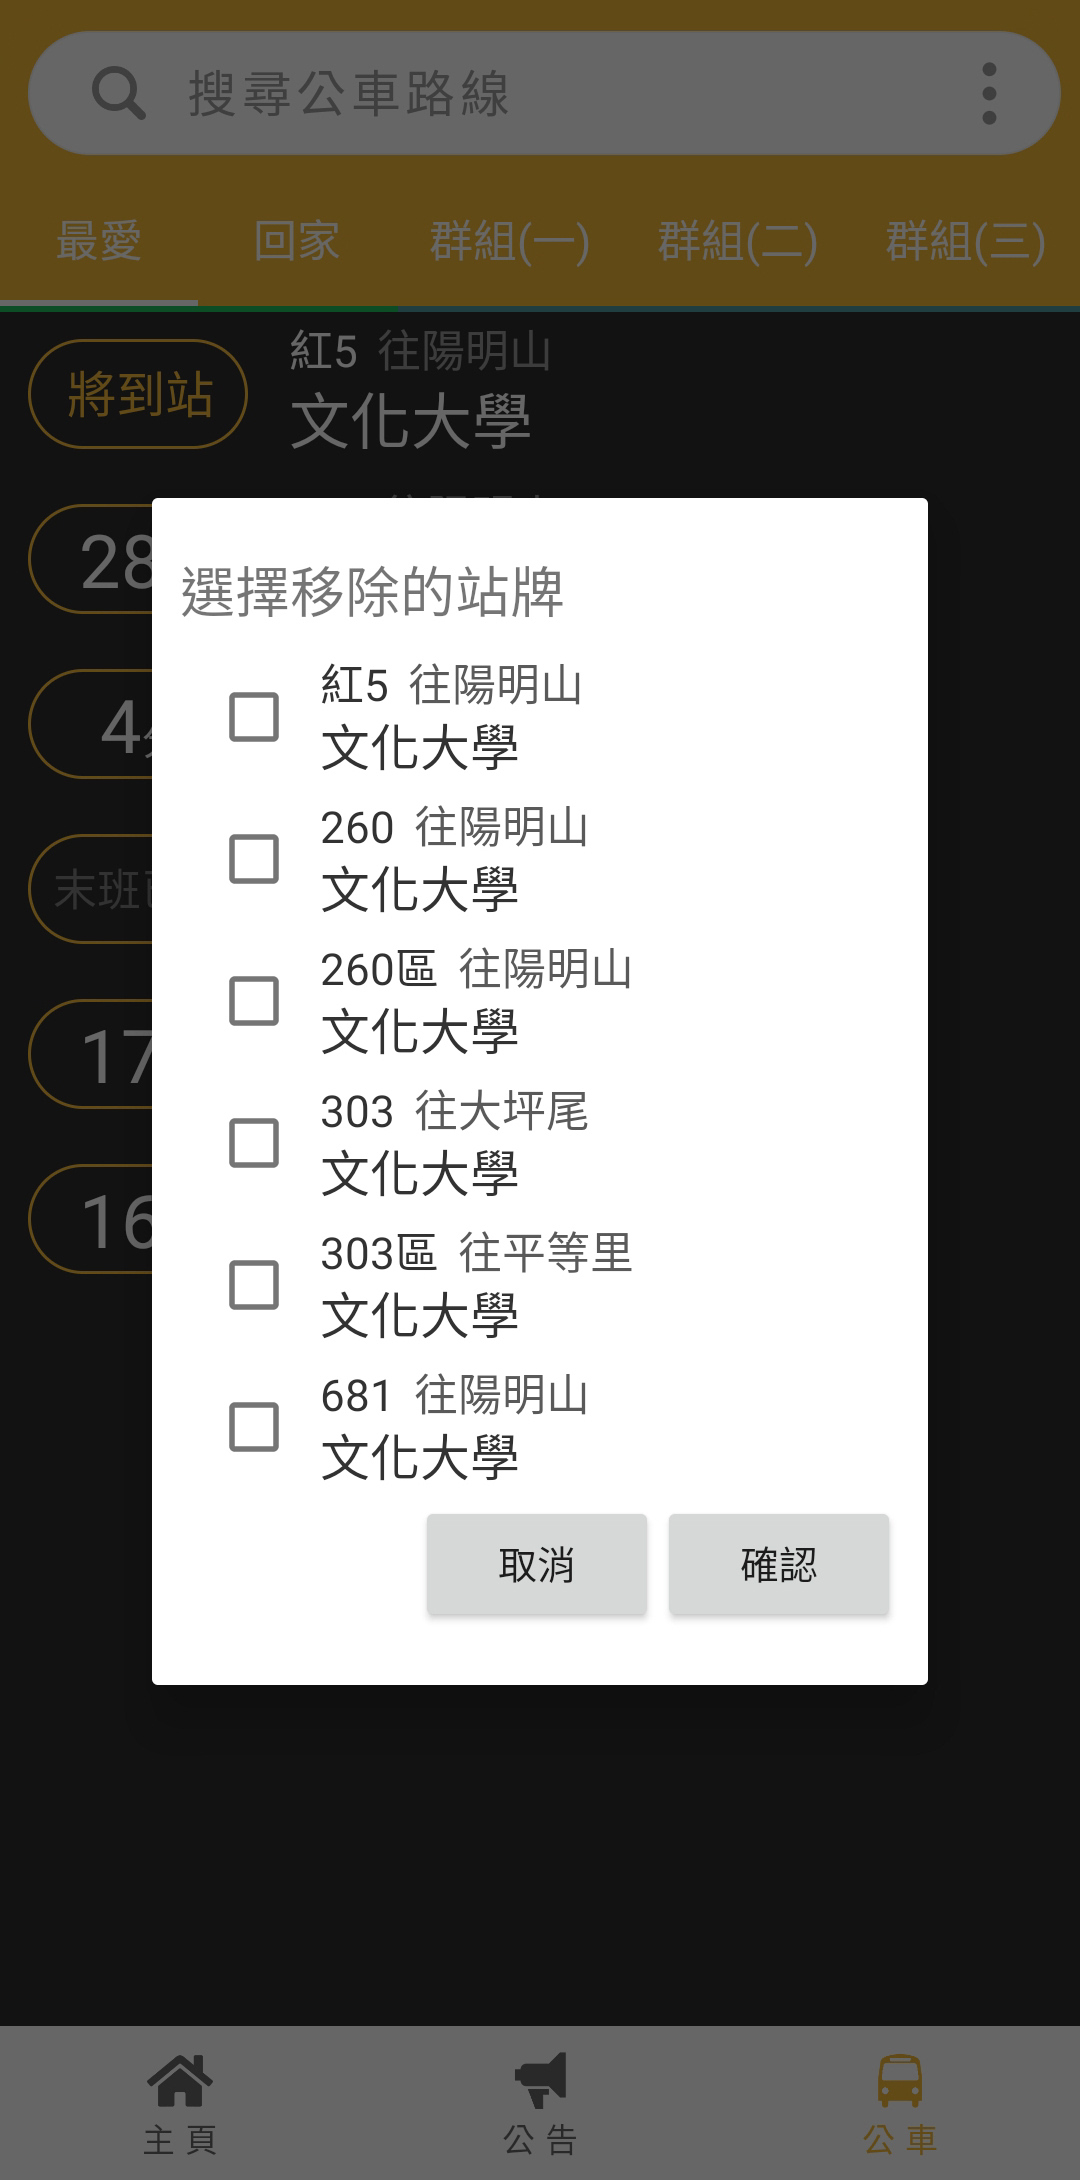 搜尋公車路線
最愛 回家 群組(一) 群組(二) 群組(三)
將到站
紅5 往陽明山
文化大學
28
4
末班
17
16
選擇移除的站牌
紅5 往陽明山
文化大學
260 往陽明山
文化大學
260區 往陽明山
文化大學
303 往大坪尾
文化大學
303區 往平等里
文化大學
681 往陽明山
文化大學
取消 確認
主頁 公告 公車